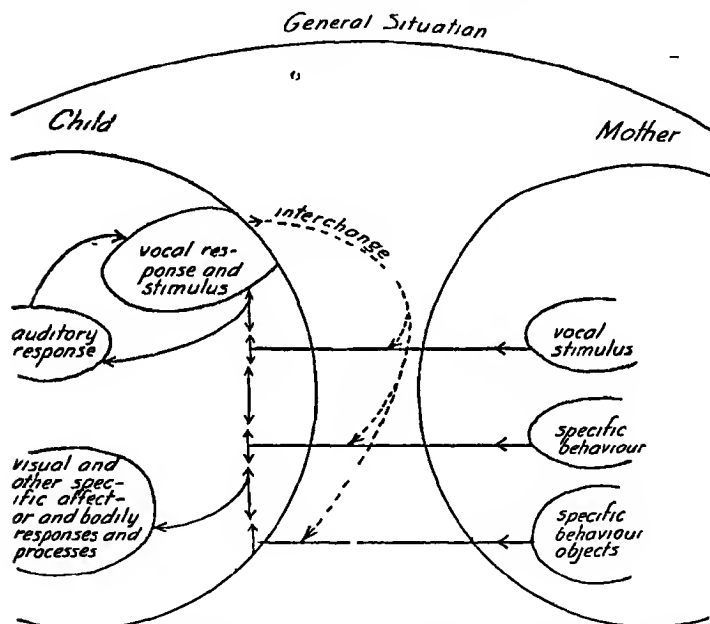 General Situation
Child
Mother
interchange
vocal res-
ponse and
stimulus
auditory
response
vocal
stimulus
specific
behaviour
visual and
other spec-
ific affect-
or and bodily
responses and
processes
specific
behaviour
objects